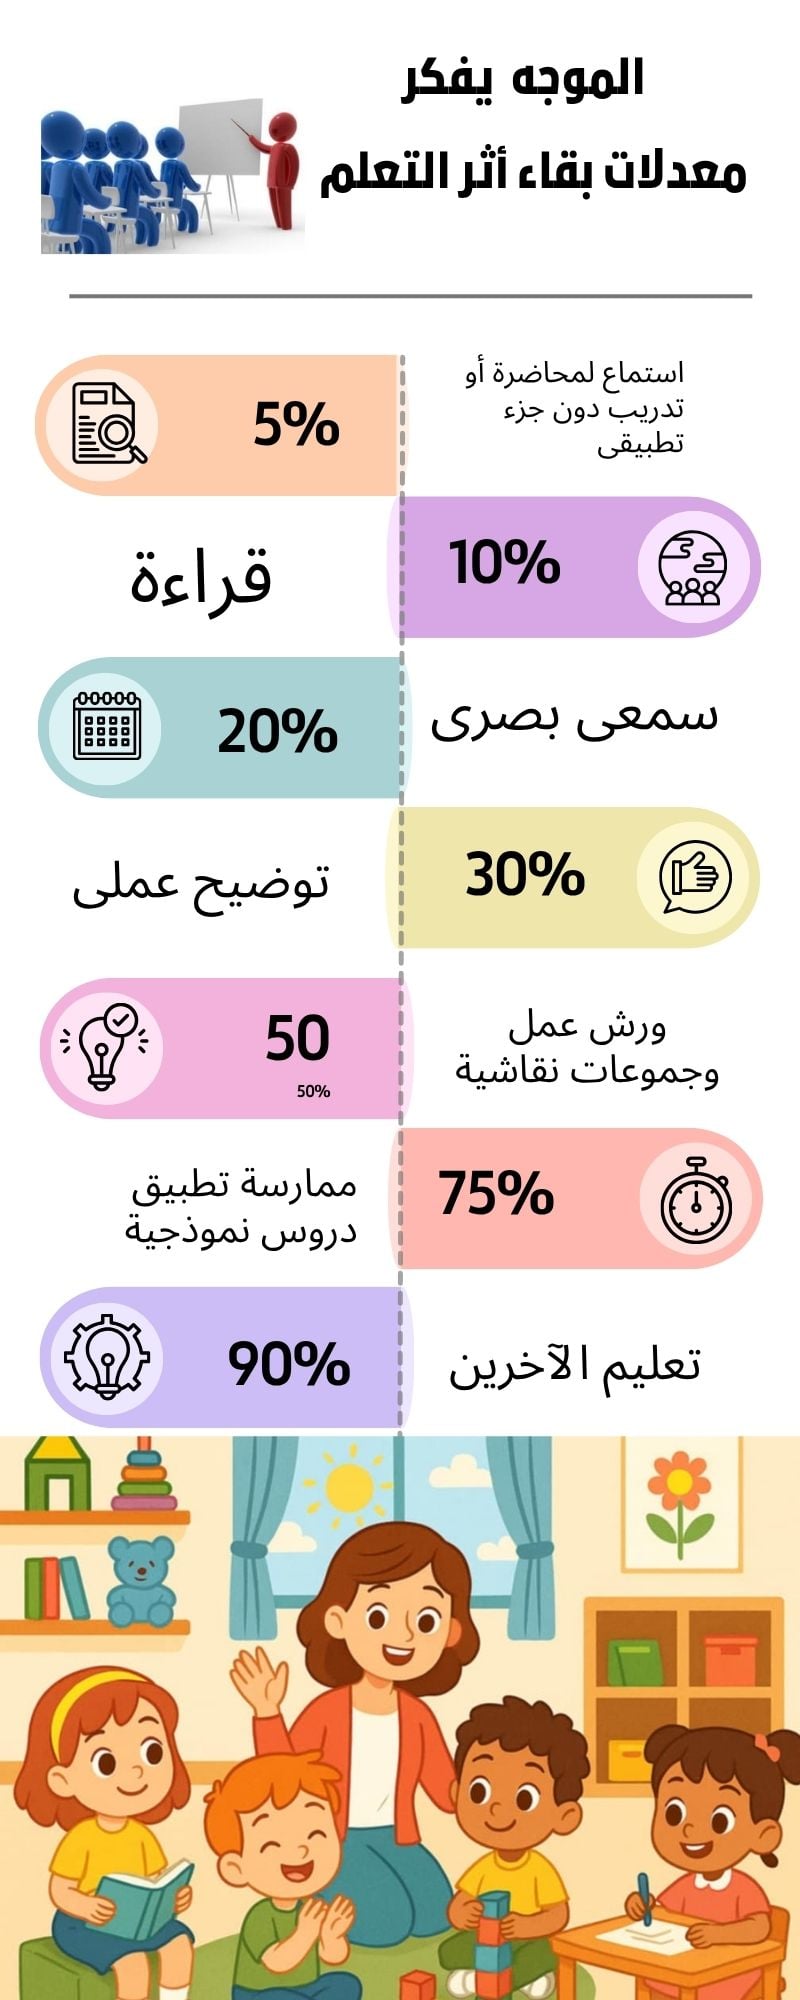 الموجه يفكر
معدلات بقاء أثر التعلم
استماع لمحاضرة أو
تدريب دون جزء
تطبيقى
5%
10%
قراءة
سمعى بصرى
20%
30%
توضيح عملى
ورش عمل
وجموعات نقاشية
50
50%
75%
ممارسة تطبيق
دروس نموذجية
تعليم الآخرين
90%